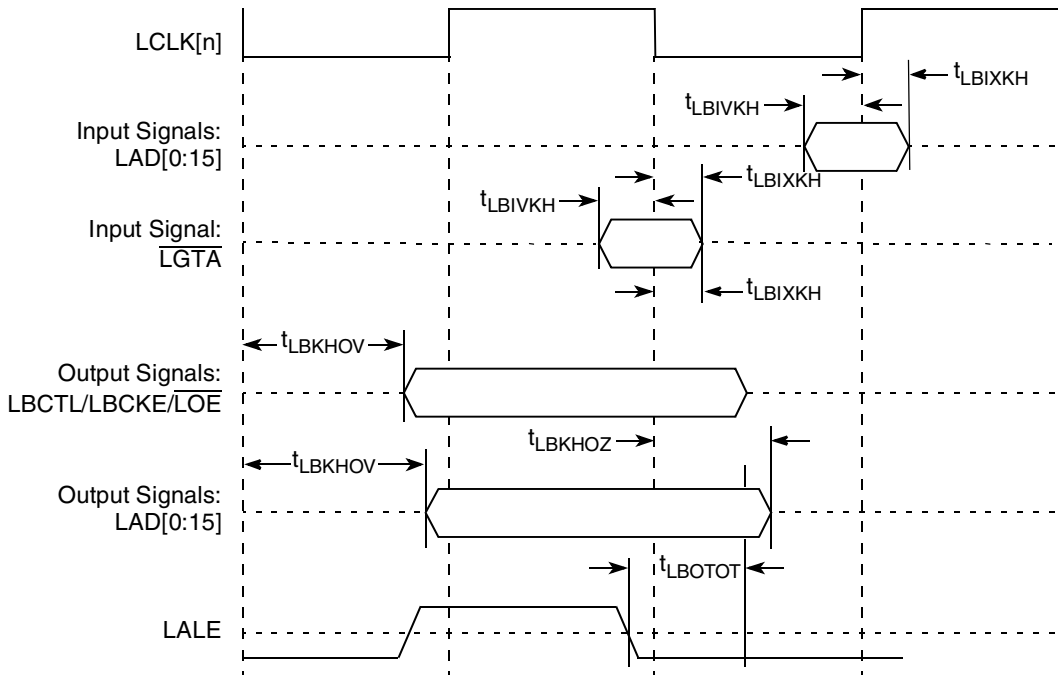 LCLK[n]
tLBIXKH
tLBIVKH
Input Signals:
LAD[0:15]
tLBIXKH
tLBIVKH
Input Signal:
LGTA
tLBIXKH
tLBKHOV
Output Signals:
LBCTL/LBCKE/LOE
tLBKHOZ
tLBKHOV
Output Signals:
LAD[0:15]
tLBOTOT
LALE